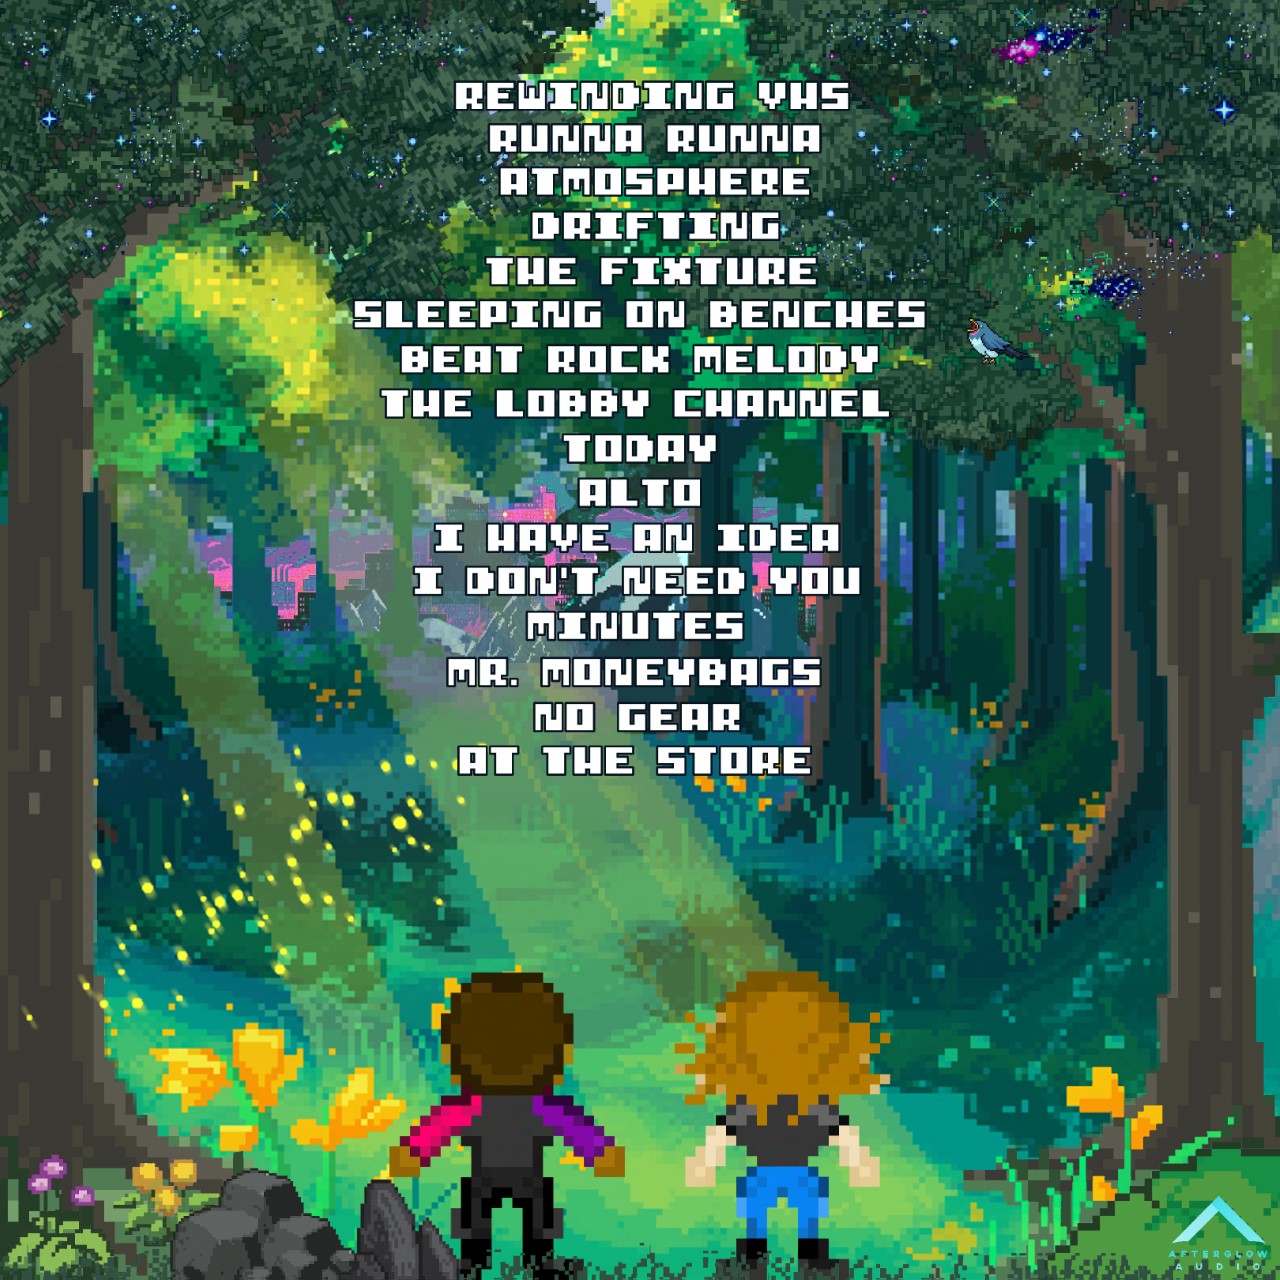 REWINDING VHS
RUNNA RUNNA
ATMOSPHERE
DRIFTING
THE FIXTURE
SLEEPING ON BENCHES
BEAT ROCK MELODY
THE LOBBY CHANNEL
TODAY
ALTO
I HAVE AN IDEA
I DON'T NEED YOU
MINUTES
MR. MONEYBAGS
NO GEAR
AT THE STORE
AFTERGLOW
AUDIO